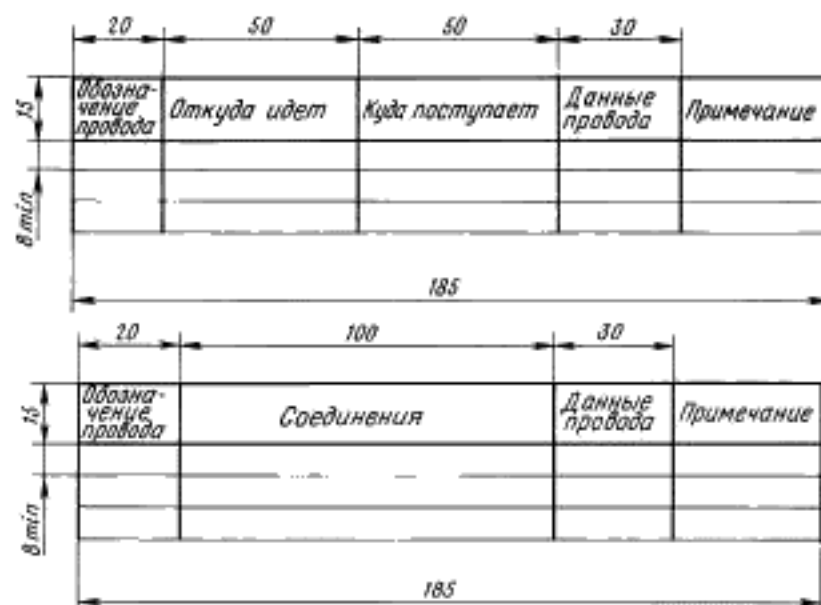 20 50 50 30
15
Обозна-
чение
провода
Откуда идет
Куда поступает
Данные
провода
Примечание
8 min
185
20 100 30
15
Обозна-
чение
провода
Соединения
Данные
провода
Примечание
8 min
185